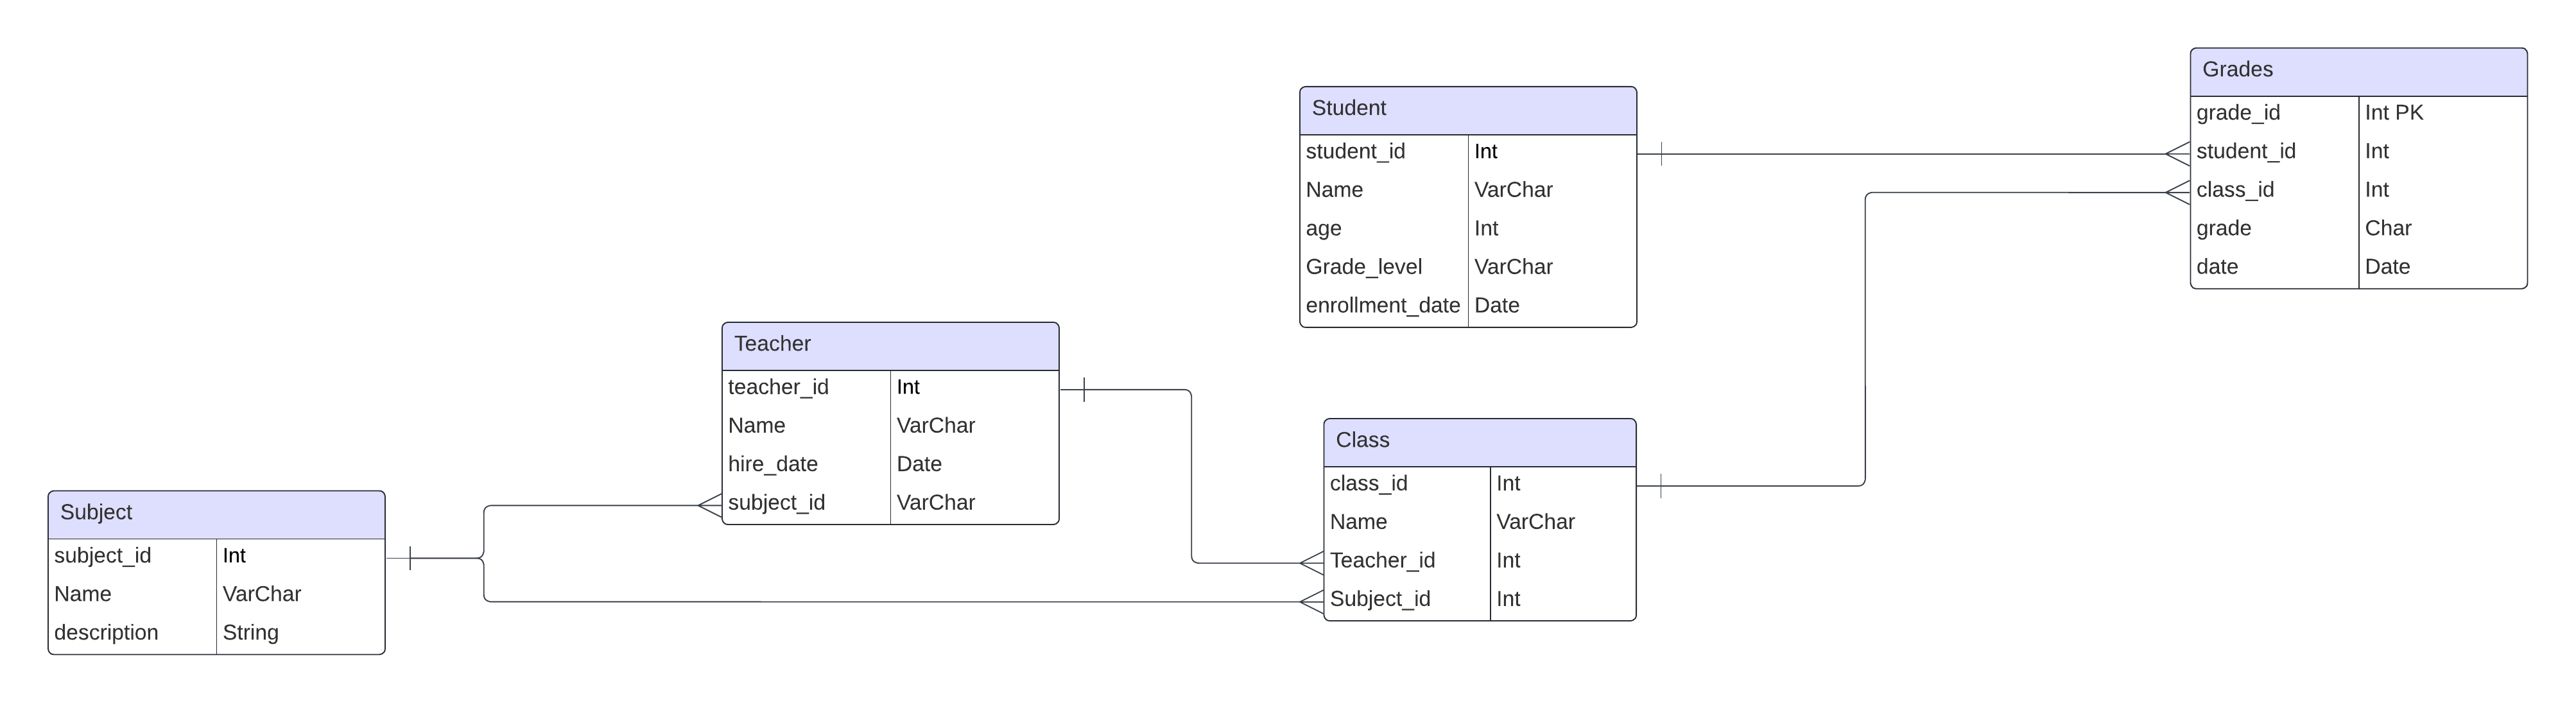 Grades
grade_id Int PK
student_id Int
class_id Int
grade Char
date Date
Student
student_id Int
Name VarChar
age Int
Grade_level VarChar
enrollment_date Date
Teacher
teacher_id Int
Name VarChar
hire_date Date
subject_id VarChar
Class
class_id Int
Name VarChar
Teacher_id Int
Subject_id Int
Subject
subject_id Int
Name VarChar
description String